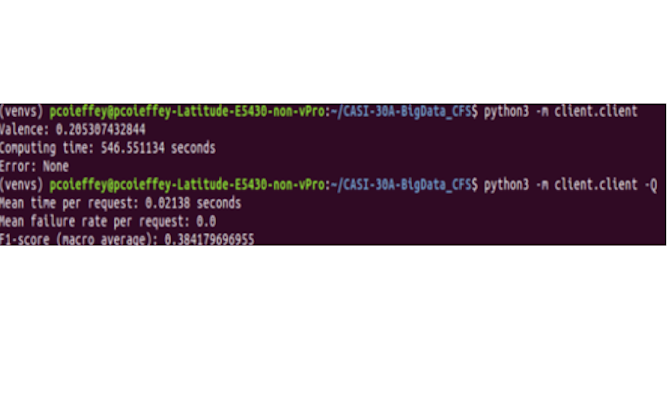 (venvs) pcoieffey@pcoieffey-Latitude-E5430-non-vPro:~/CASI-30A-BigData_CFS$ python3 -m client.client
Valence: 0.205307432844
Computing time: 546.551134 seconds
Error: None
(venvs) pcoieffey@pcoieffey-Latitude-E5430-non-vPro:~/CASI-30A-BigData_CFS$ python3 -m client.client -Q
Mean time per request: 0.02138 seconds
Mean failure rate per request: 0.0
F1-score (macro average): 0.384179696955